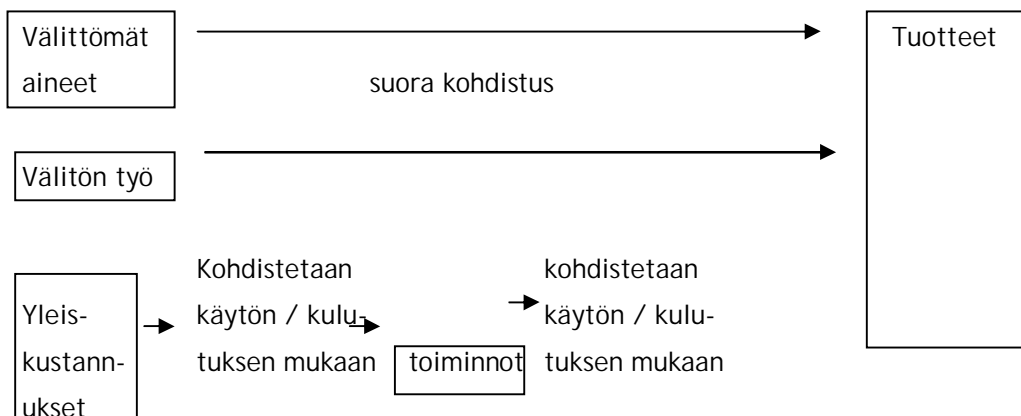 Välittömät
aineet
suora kohdistus
Tuotteet
Välitön työ
Yleis-
kustann-
ukset
Kohdistetaan
käytön / kulu-
tuksen mukaan
toiminnot
kohdistetaan
käytön / kulu-
tuksen mukaan